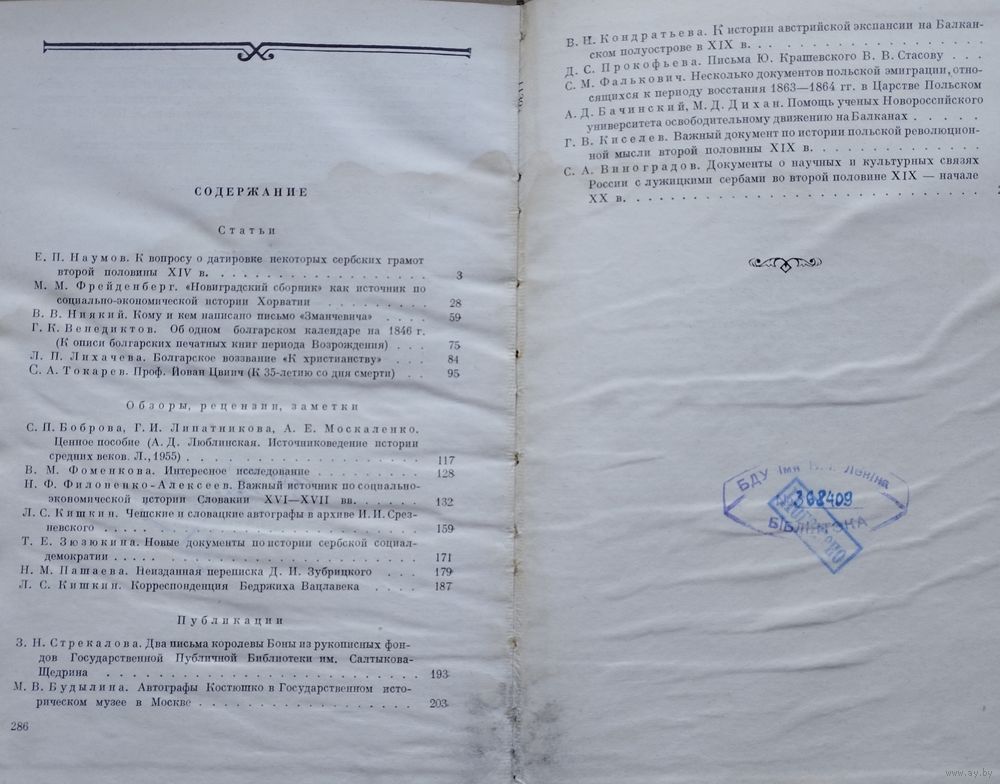 СОДЕРЖАНИЕ
Статьи
Е. П. Наумов. К вопросу о датировке некоторых сербских грамот
второй половины XIV в. . . . . . . . . . . . . . . . . . 3
М. М. Фрейденберг. «Новиградский сборник» как источник по
социально-экономической истории Хорватии . . . . . . . . . 28
В. В. Ниякий. Кому и кем написано письмо «Зманчевича» . . . . 59
Г. К. Венедиктов. Об одном болгарском календаре на 1846 г.
(К описи болгарских печатных книг периода Возрождения) . . . 75
Л. П. Лихачева. Болгарское воззвание «К христианству» . . . 84
С. А. Токарев. Проф. Йован Цвиич (К 35-летию со дня смерти) . . 95
Обзоры, рецензии, заметки
С. П. Боброва, Г. И. Липатникова, А. Е. Москаленко.
Ценное пособие (А. Д. Люблинская. Источниковедение истории
средних веков. Л., 1955) . . . . . . . . . . . . . . . . . 117
В. М. Фоменкова. Интересное исследование . . . . . . . . . 128
Н. Ф. Филоненко-Алексеев. Важный источник по социально-
экономической истории Словакии XVI—XVII вв. . . . . . 132
Л. С. Кишкин. Чешские и словацкие автографы в архиве И. И. Срез-
невского . . . . . . . . . . . . . . . . . . . . . . . . 159
Т. Е. Зюзюкина. Новые документы по истории сербской социал-
демократии . . . . . . . . . . . . . . . . . . . . . . . 171
Н. М. Пашаева. Неизданная переписка Д. И. Зубрицкого . . . 179
Л. С. Кишкин. Корреспонденция Бедржиха Вацлавека . . . . 187
Публикации
З. Н. Стрекалова. Два письма королевы Боны из рукописных фон-
дов Государственной Публичной Библиотеки им. Салтыкова-
Щедрина . . . . . . . . . . . . . . . . . . . . . . . . 193
М. В. Будылина. Автографы Костюшко в Государственном исто-
рическом музее в Москве . . . . . . . . . . . . . . . . . 203
286
В. Н. Кондратьева. К истории австрийской экспансии на Балкан-
ском полуострове в XIX в. . . . . . . . . . . . . . . . .
Д. С. Прокофьева. Письма Ю. Крашевского В. В. Стасову . . .
С. М. Фалькович. Несколько документов польской эмиграции, отно-
сящихся к периоду восстания 1863—1864 гг. в Царстве Польском
А. Д. Бачинский, М. Д. Дихан. Помощь ученых Новороссийского
университета освободительному движению на Балканах . . . . .
Г. В. Киселев. Важный документ по истории польской революцион-
ной мысли второй половины XIX в. . . . . . . . . . . . .
С. А. Виноградов. Документы о научных и культурных связях
России с лужицкими сербами во второй половине XIX — начале
XX в. . . . . . . . . . . . . . . . . . . . . . . . . . .
БДУ імя В. І. Леніна
368409
БІБЛІЯТЭКА
www.ay.by